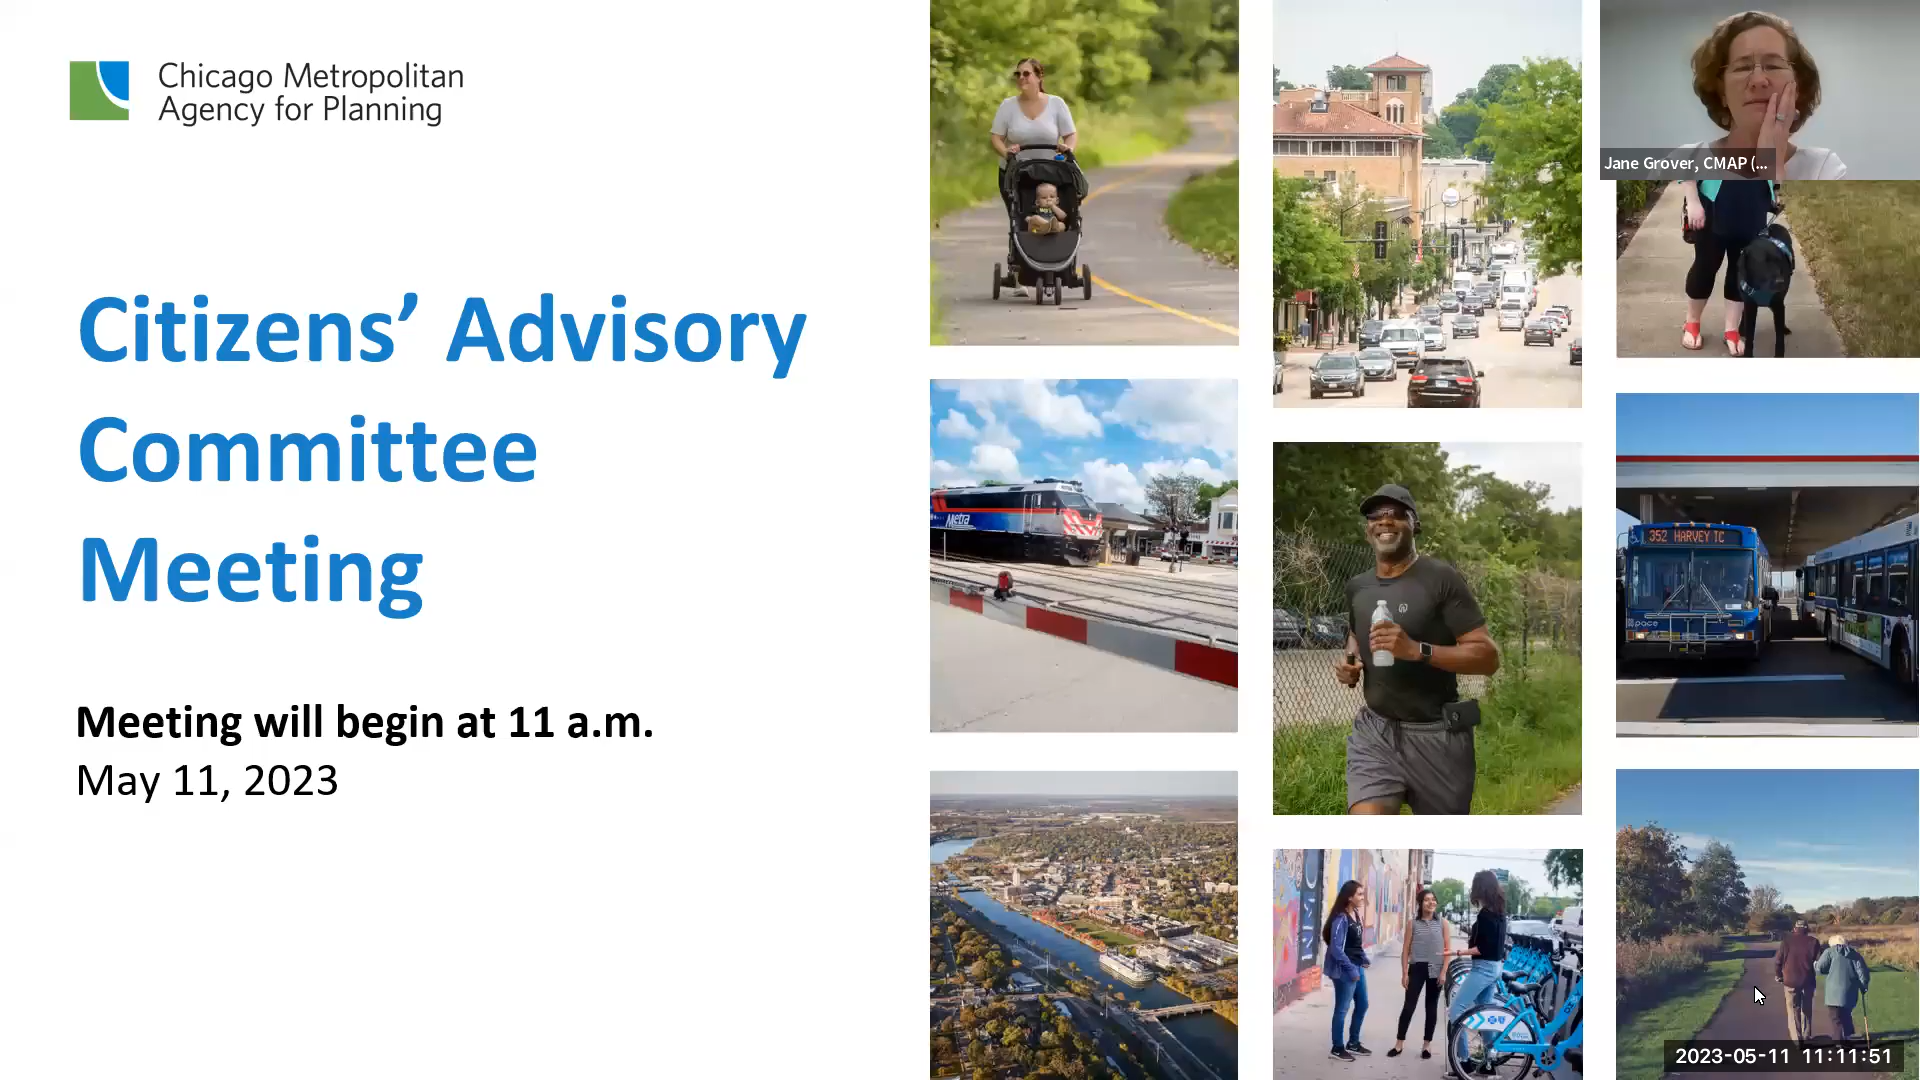 Chicago Metropolitan
Agency for Planning
Citizens’ Advisory
Committee
Meeting
Meeting will begin at 11 a.m.
May 11, 2023
Jane Grover, CMAP (...
Metra
352 HARVEY TC
pace
2023-05-11 11:11:51